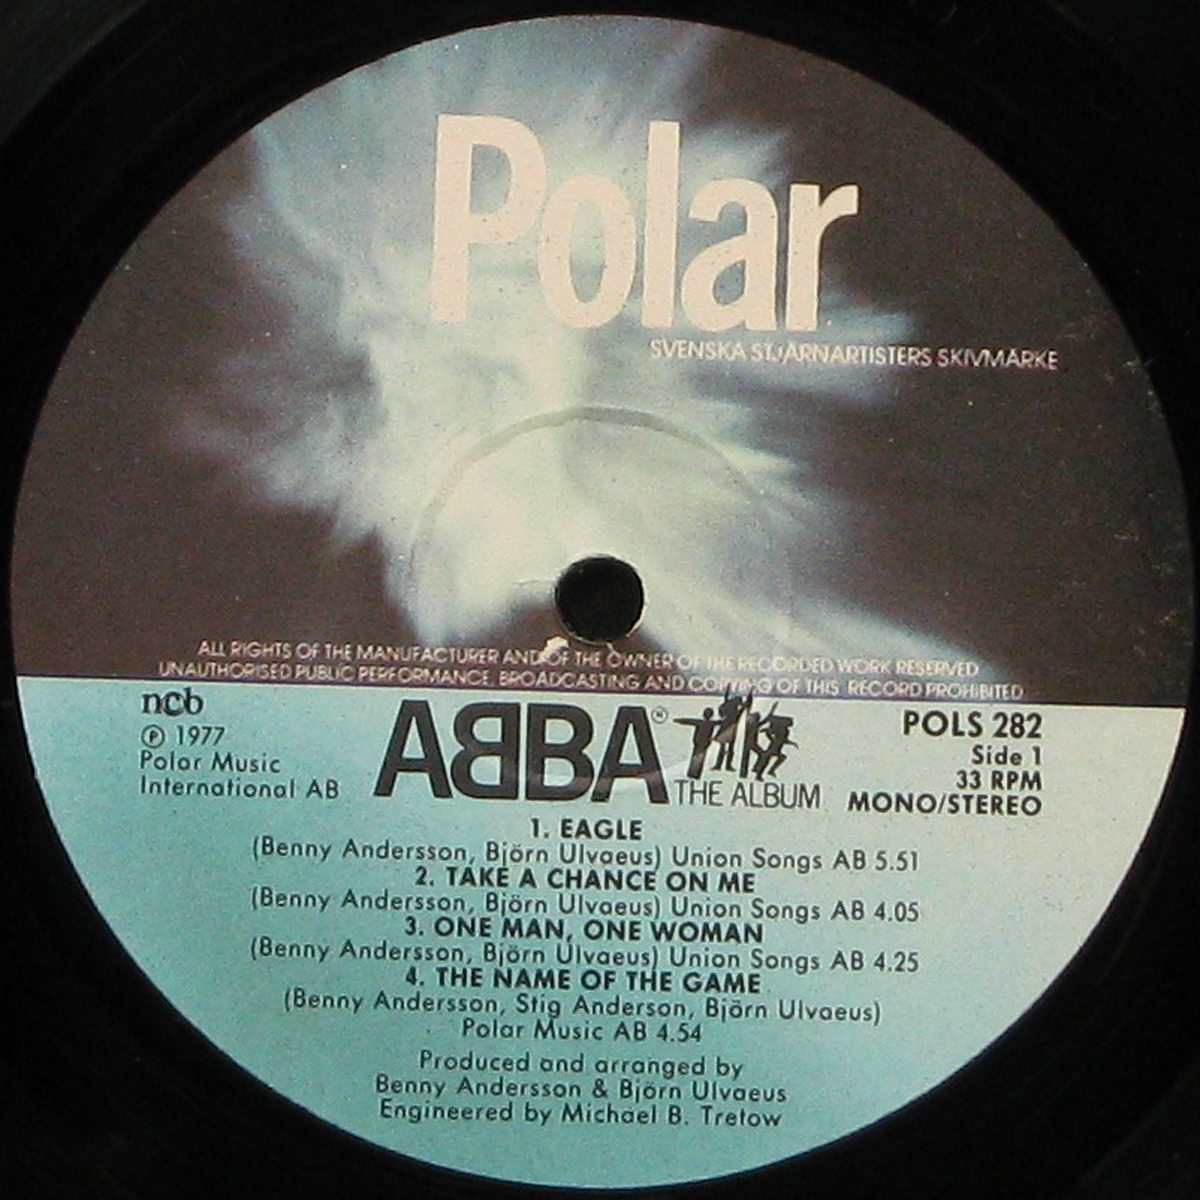 Polar
SVENSKA STJÄRNARTISTERS SKIVMÄRKE
ALL RIGHTS OF THE MANUFACTURER AND OF THE OWNER OF THE RECORDED WORK RESERVED
UNAUTHORISED PUBLIC PERFORMANCE, BROADCASTING AND COPYING OF THIS RECORD PROHIBITED
ncb
℗ 1977
Polar Music
International AB
ABBA®
THE ALBUM
POLS 282
Side 1
33 RPM
MONO/STEREO
1. EAGLE
(Benny Andersson, Björn Ulvaeus) Union Songs AB 5.51
2. TAKE A CHANCE ON ME
(Benny Andersson, Björn Ulvaeus) Union Songs AB 4.05
3. ONE MAN, ONE WOMAN
(Benny Andersson, Björn Ulvaeus) Union Songs AB 4.25
4. THE NAME OF THE GAME
(Benny Andersson, Stig Anderson, Björn Ulvaeus)
Polar Music AB 4.54
Produced and arranged by
Benny Andersson & Björn Ulvaeus
Engineered by Michael B. Tretow